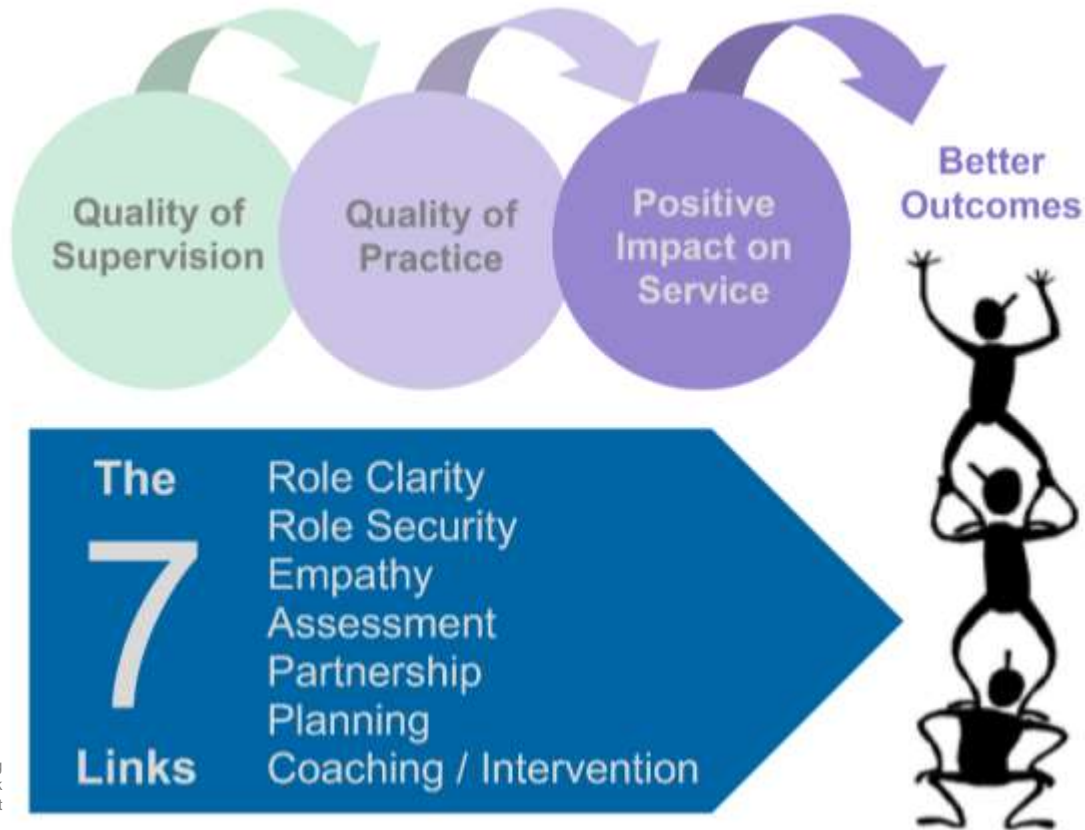 Quality of
Supervision
Quality of
Practice
Positive
Impact on
Service
Better
Outcomes
The
7
Links
Role Clarity
Role Security
Empathy
Assessment
Partnership
Planning
Coaching / Intervention